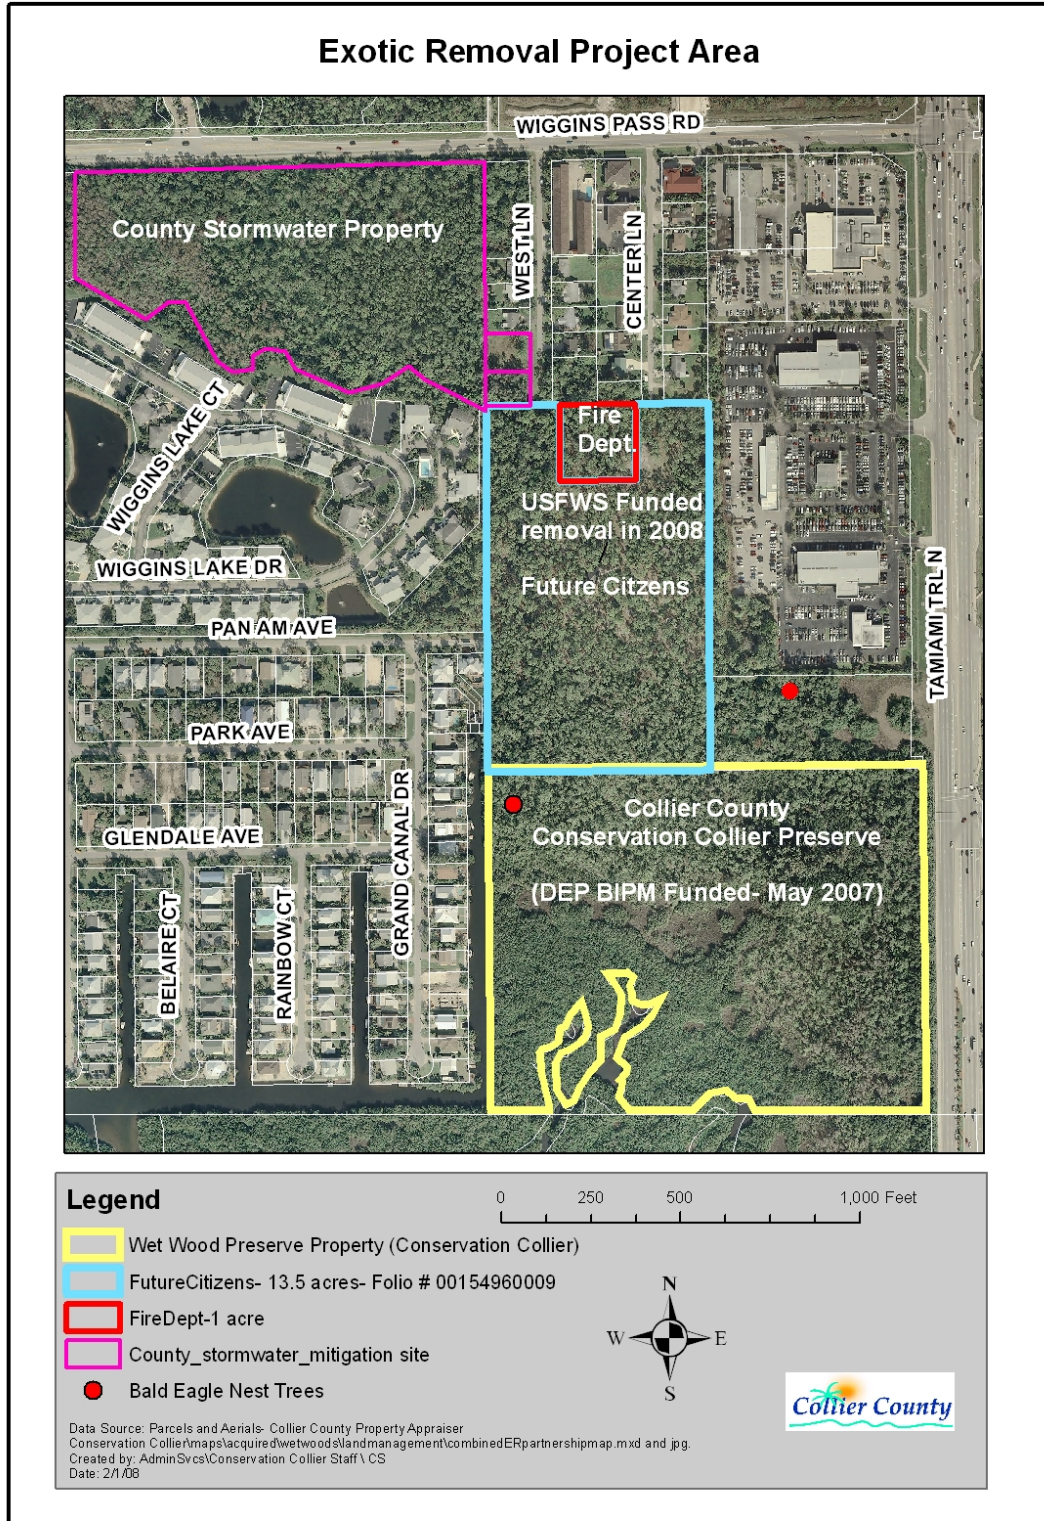 Exotic Removal Project Area
WIGGINS PASS RD
County Stormwater Property
WEST LN
CENTER LN
Fire
Dept.
WIGGINS LAKE CT
USFWS Funded
removal in 2008
Future Citzens
WIGGINS LAKE DR
PAN AM AVE
TAMIAMI TRL N
PARK AVE
GRAND CANAL DR
Collier County
Conservation Collier Preserve
GLENDALE AVE
(DEP BIPM Funded- May 2007)
BELAIRE CT
RAINBOW CT
Legend
0 250 500 1,000 Feet
Wet Wood Preserve Property (Conservation Collier)
FutureCitizens- 13.5 acres- Folio # 00154960009
FireDept-1 acre
County_stormwater_mitigation site
Bald Eagle Nest Trees
N
W E
S
Collier County
Data Source: Parcels and Aerials- Collier County Property Appraiser
Conservation Collier\maps\acquired\wetwoods\landmanagement\combinedERpartnershipmap.mxd and jpg.
Created by: AdminSvcs\Conservation Collier Staff \ CS
Date: 2/1/08